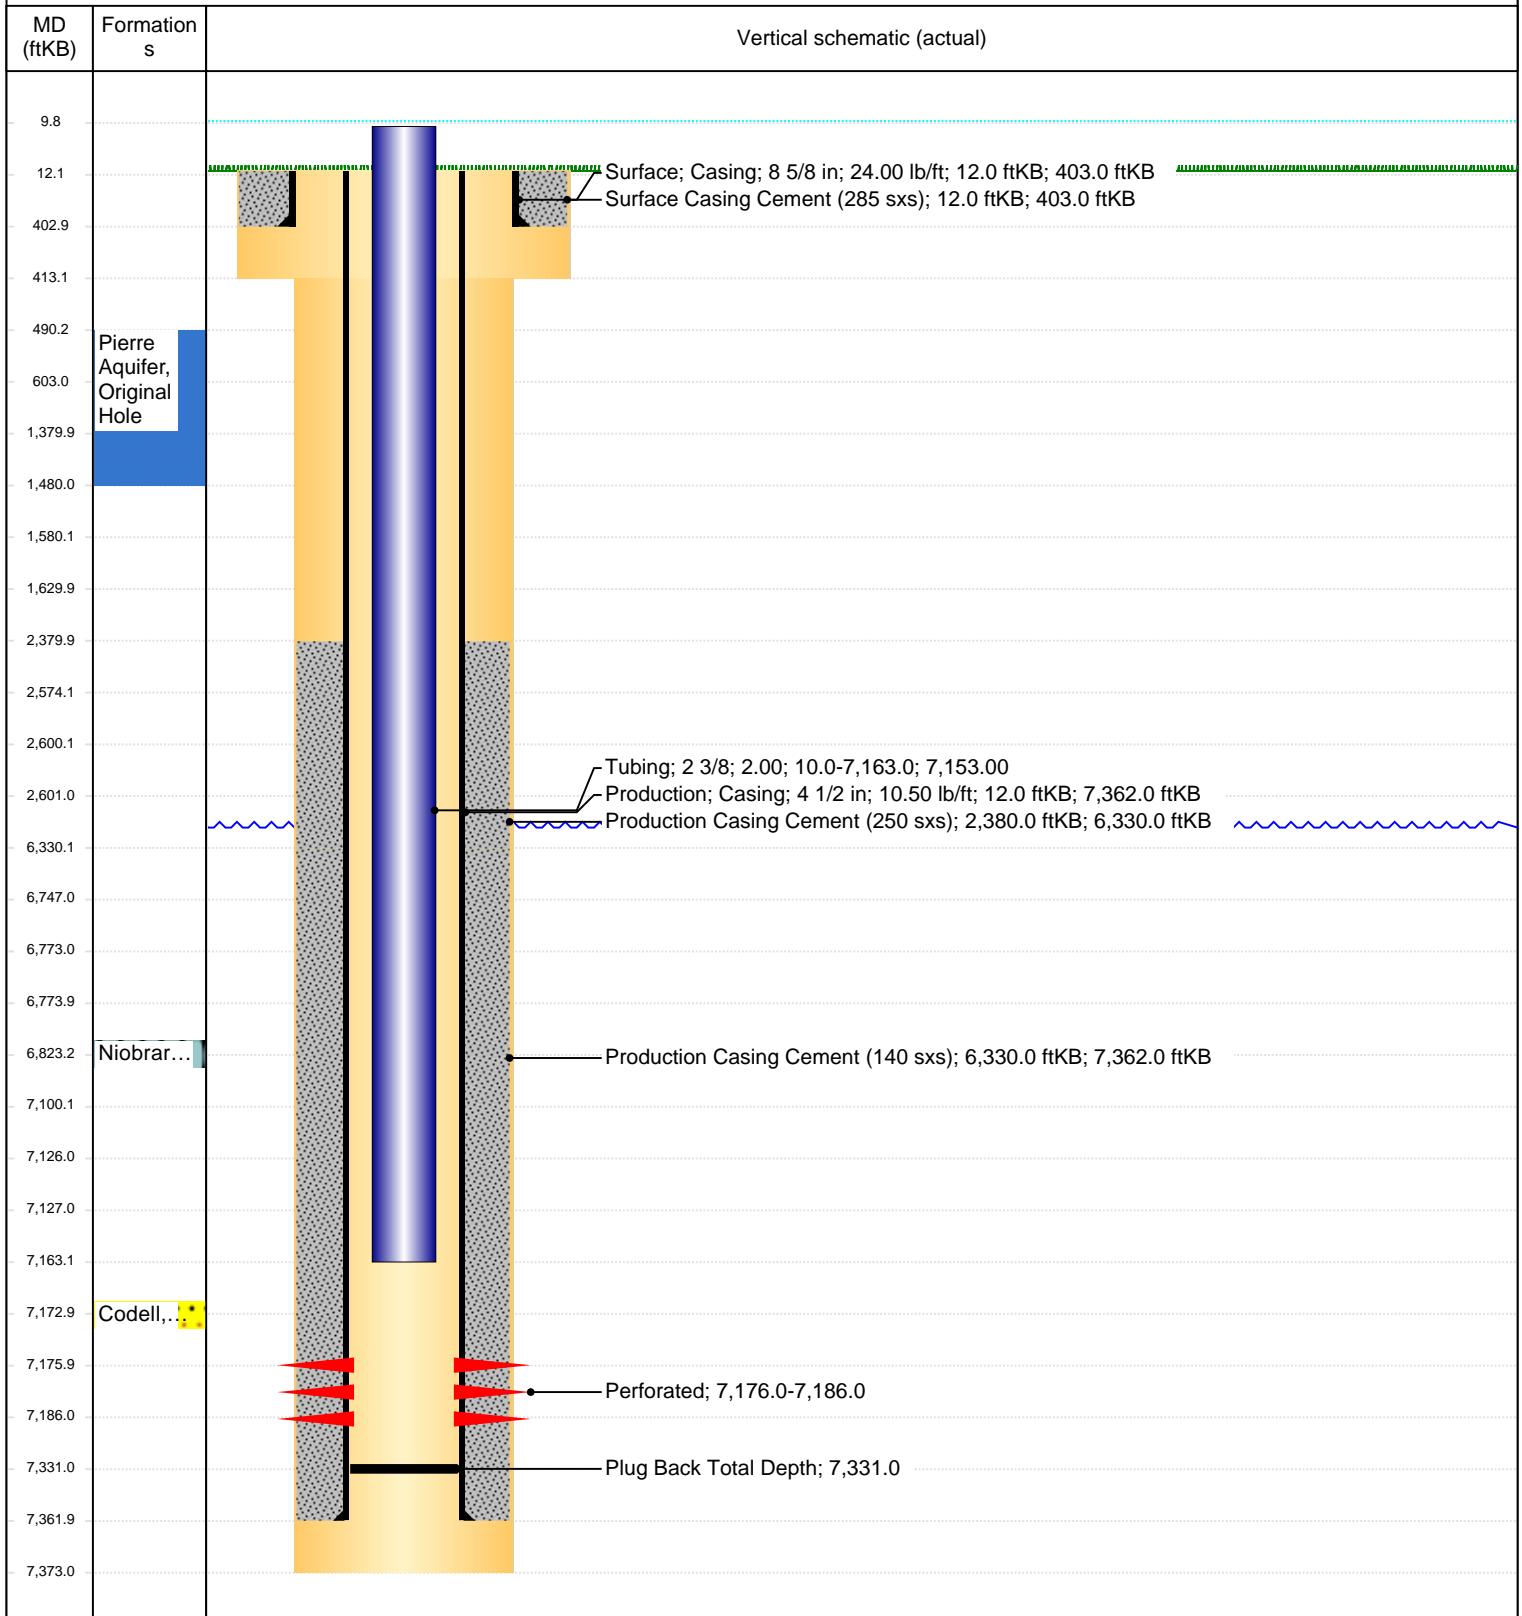 MD
(ftKB)
Formation
s
Vertical schematic (actual)
9.8
12.1
Surface; Casing; 8 5/8 in; 24.00 lb/ft; 12.0 ftKB; 403.0 ftKB
Surface Casing Cement (285 sxs); 12.0 ftKB; 403.0 ftKB
402.9
413.1
490.2
Pierre
Aquifer,
Original
Hole
603.0
1,379.9
1,480.0
1,580.1
1,629.9
2,379.9
2,574.1
2,600.1
Tubing; 2 3/8; 2.00; 10.0-7,163.0; 7,153.00
2,601.0
Production; Casing; 4 1/2 in; 10.50 lb/ft; 12.0 ftKB; 7,362.0 ftKB
Production Casing Cement (250 sxs); 2,380.0 ftKB; 6,330.0 ftKB
6,330.1
6,747.0
6,773.0
6,773.9
6,823.2
Niobrar...
Production Casing Cement (140 sxs); 6,330.0 ftKB; 7,362.0 ftKB
7,100.1
7,126.0
7,127.0
7,163.1
7,172.9
Codell,...
7,175.9
Perforated; 7,176.0-7,186.0
7,186.0
7,331.0
Plug Back Total Depth; 7,331.0
7,361.9
7,373.0